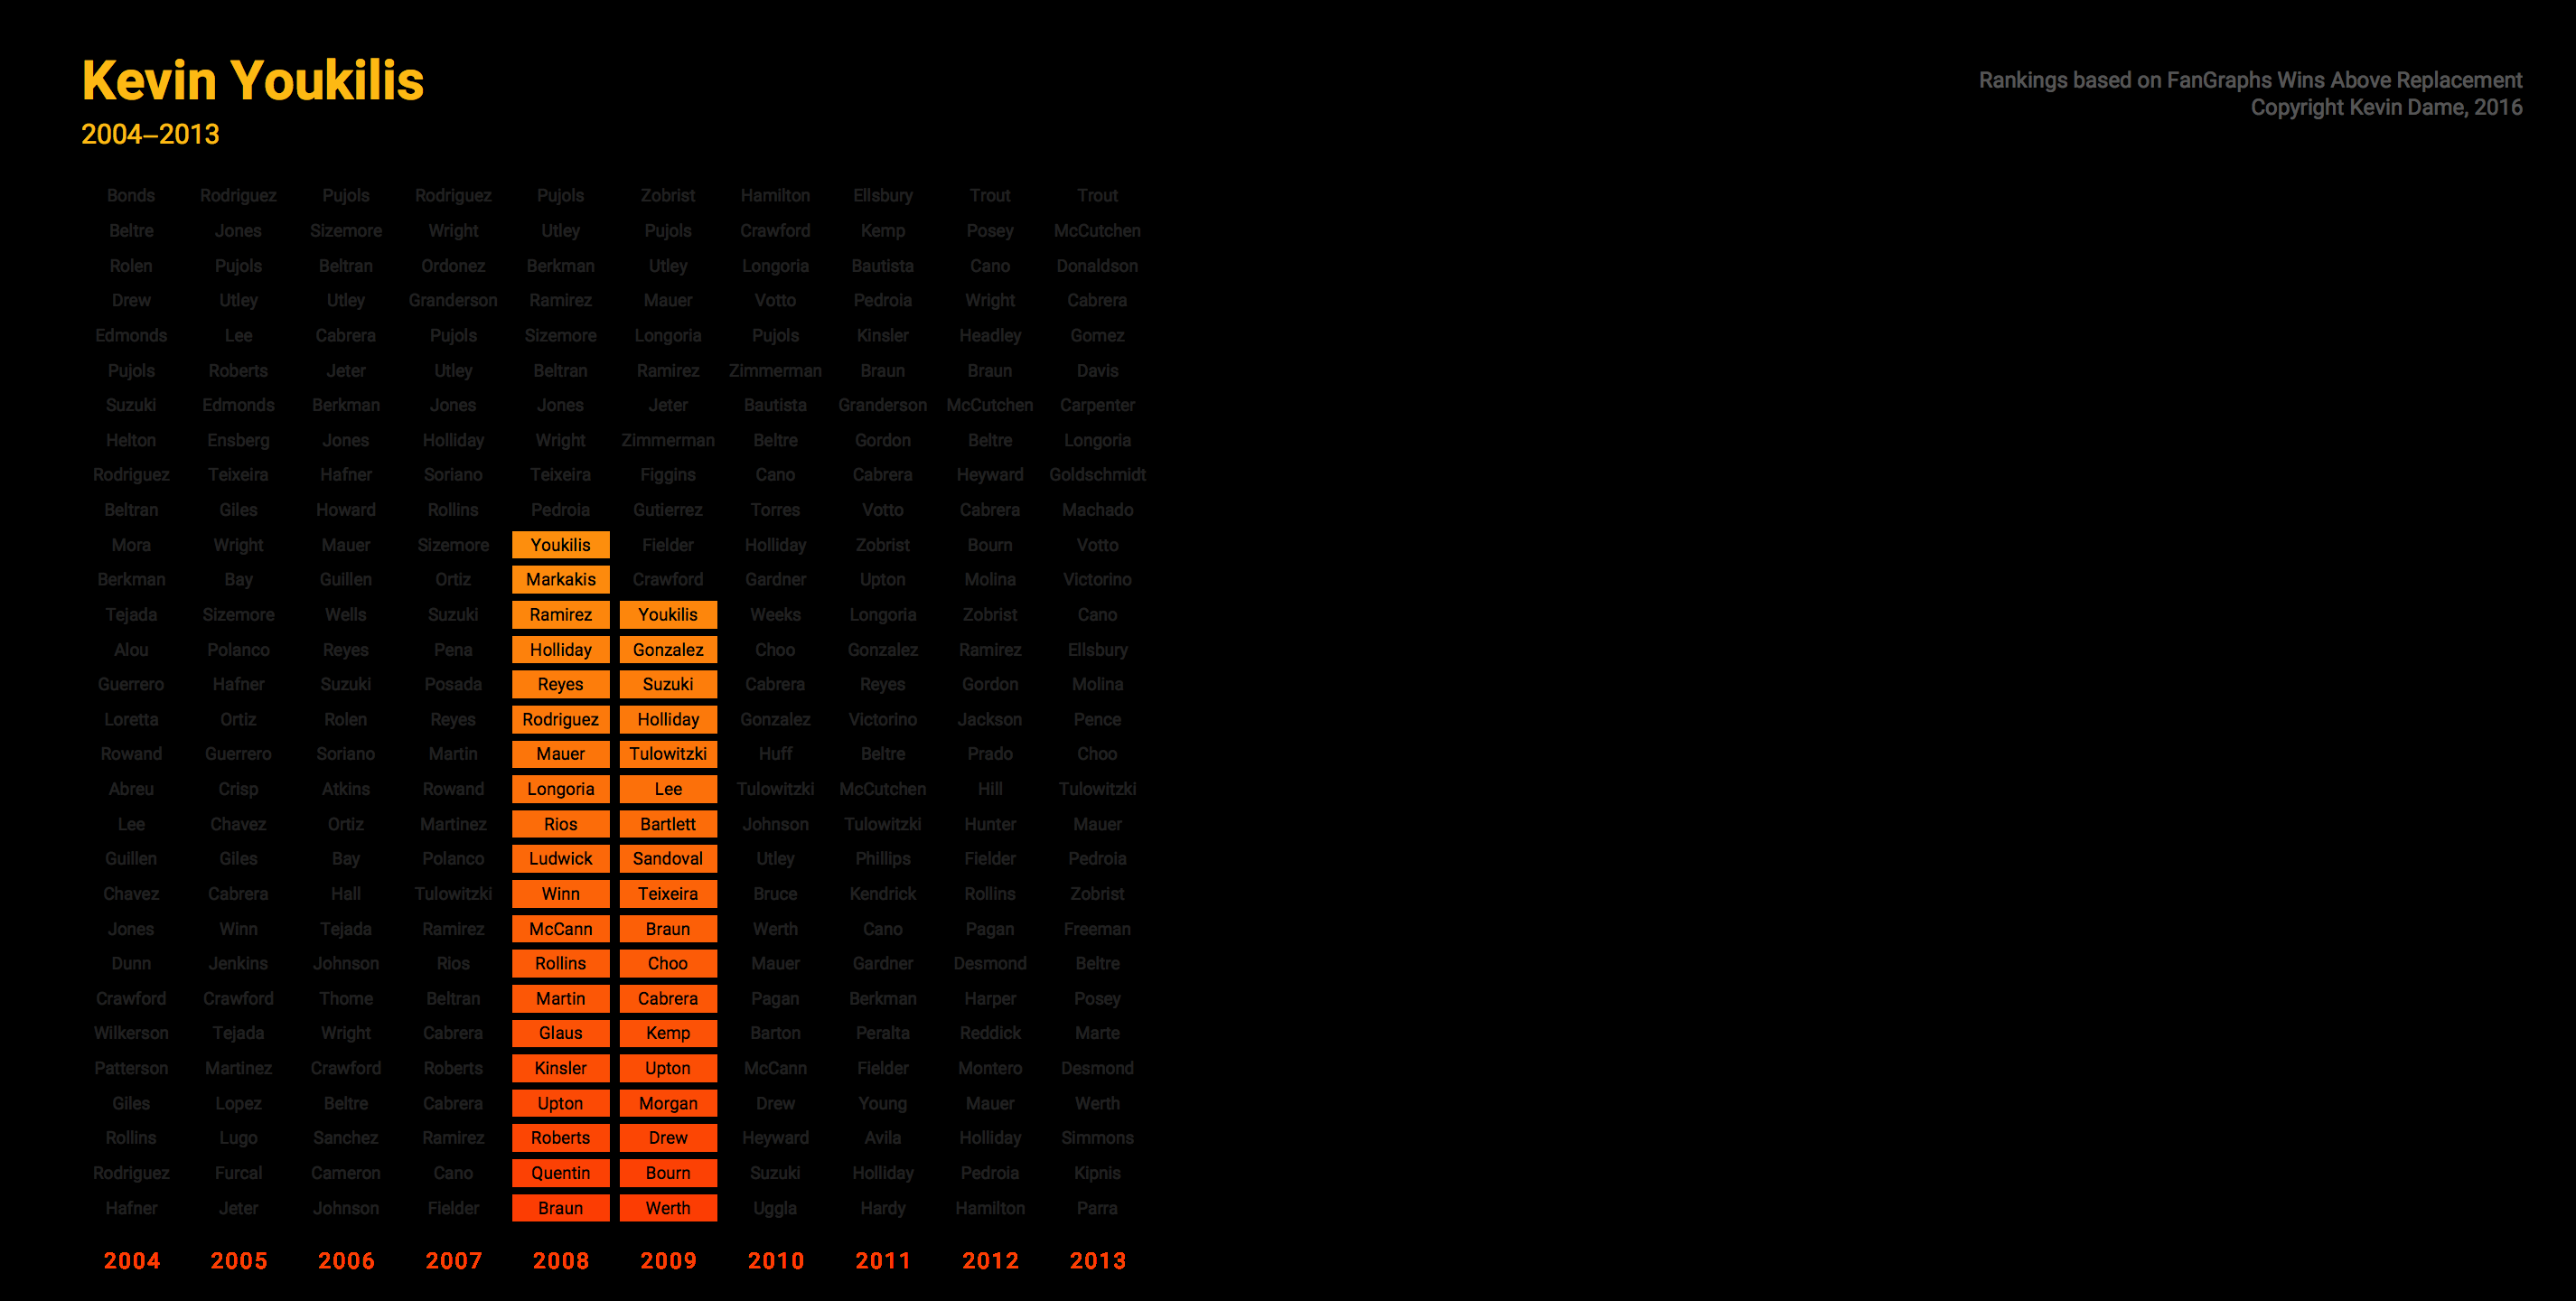 Kevin Youkilis
2004–2013
Rankings based on FanGraphs Wins Above Replacement
Copyright Kevin Dame, 2016
Bonds Rodriguez Pujols Rodriguez Pujols Zobrist Hamilton Ellsbury Trout Trout
Beltre Jones Sizemore Wright Utley Pujols Crawford Kemp Posey McCutchen
Rolen Pujols Beltran Ordonez Berkman Utley Longoria Bautista Cano Donaldson
Drew Utley Utley Granderson Ramirez Mauer Votto Pedroia Wright Cabrera
Edmonds Lee Cabrera Pujols Sizemore Longoria Pujols Kinsler Headley Gomez
Pujols Roberts Jeter Utley Beltran Ramirez Zimmerman Braun Braun Davis
Suzuki Edmonds Berkman Jones Jones Jeter Bautista Granderson McCutchen Carpenter
Helton Ensberg Jones Holliday Wright Zimmerman Beltre Gordon Beltre Longoria
Rodriguez Teixeira Hafner Soriano Teixeira Figgins Cano Cabrera Heyward Goldschmidt
Beltran Giles Howard Rollins Pedroia Gutierrez Torres Votto Cabrera Machado
Mora Wright Mauer Sizemore Youkilis Fielder Holliday Zobrist Bourn Votto
Berkman Bay Guillen Ortiz Markakis Crawford Gardner Upton Molina Victorino
Tejada Sizemore Wells Suzuki Ramirez Youkilis Weeks Longoria Zobrist Cano
Alou Polanco Reyes Pena Holliday Gonzalez Choo Gonzalez Ramirez Ellsbury
Guerrero Hafner Suzuki Posada Reyes Suzuki Cabrera Reyes Gordon Molina
Loretta Ortiz Rolen Reyes Rodriguez Holliday Gonzalez Victorino Jackson Pence
Rowand Guerrero Soriano Martin Mauer Tulowitzki Huff Beltre Prado Choo
Abreu Crisp Atkins Rowand Longoria Lee Tulowitzki McCutchen Hill Tulowitzki
Lee Chavez Ortiz Martinez Rios Bartlett Johnson Tulowitzki Hunter Mauer
Guillen Giles Bay Polanco Ludwick Sandoval Utley Phillips Fielder Pedroia
Chavez Cabrera Hall Tulowitzki Winn Teixeira Bruce Kendrick Rollins Zobrist
Jones Winn Tejada Ramirez McCann Braun Werth Cano Pagan Freeman
Dunn Jenkins Johnson Rios Rollins Choo Mauer Gardner Desmond Beltre
Crawford Crawford Thome Beltran Martin Cabrera Pagan Berkman Harper Posey
Wilkerson Tejada Wright Cabrera Glaus Kemp Barton Peralta Reddick Marte
Patterson Martinez Crawford Roberts Kinsler Upton McCann Fielder Montero Desmond
Giles Lopez Beltre Cabrera Upton Morgan Drew Young Mauer Werth
Rollins Lugo Sanchez Ramirez Roberts Drew Heyward Avila Holliday Simmons
Rodriguez Furcal Cameron Cano Quentin Bourn Suzuki Holliday Pedroia Kipnis
Hafner Jeter Johnson Fielder Braun Werth Uggla Hardy Hamilton Parra
2004 2005 2006 2007 2008 2009 2010 2011 2012 2013